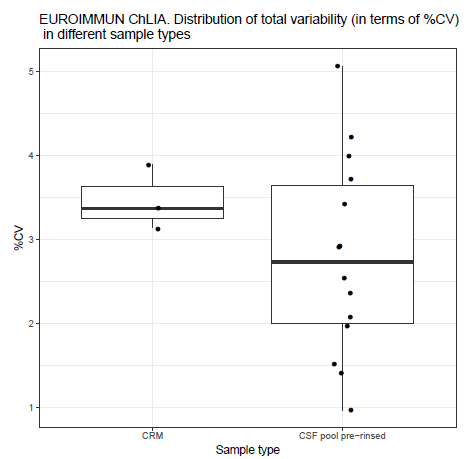 EUROIMMUN ChLIA. Distribution of total variability (in terms of %CV)
in different sample types
5
4
3
2
1
%CV
CRM
CSF pool pre-rinsed
Sample type